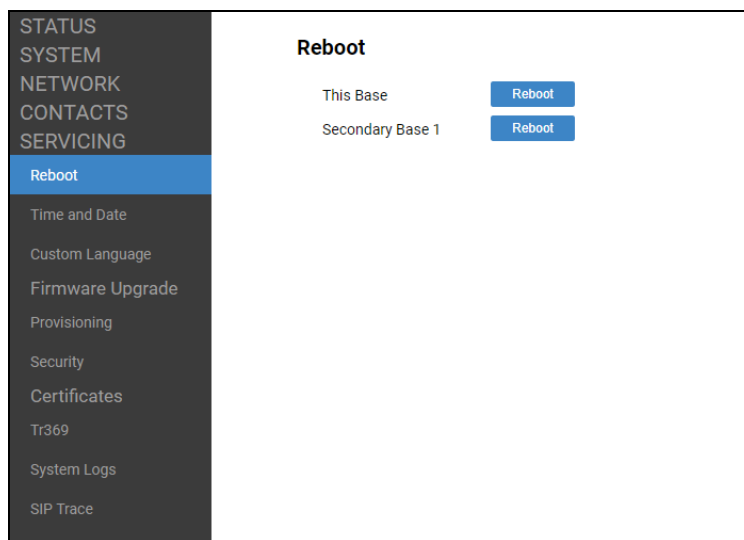 STATUS
SYSTEM
NETWORK
CONTACTS
SERVICING
Reboot
Time and Date
Custom Language
Firmware Upgrade
Provisioning
Security
Certificates
Tr369
System Logs
SIP Trace
Reboot
This Base Reboot
Secondary Base 1 Reboot